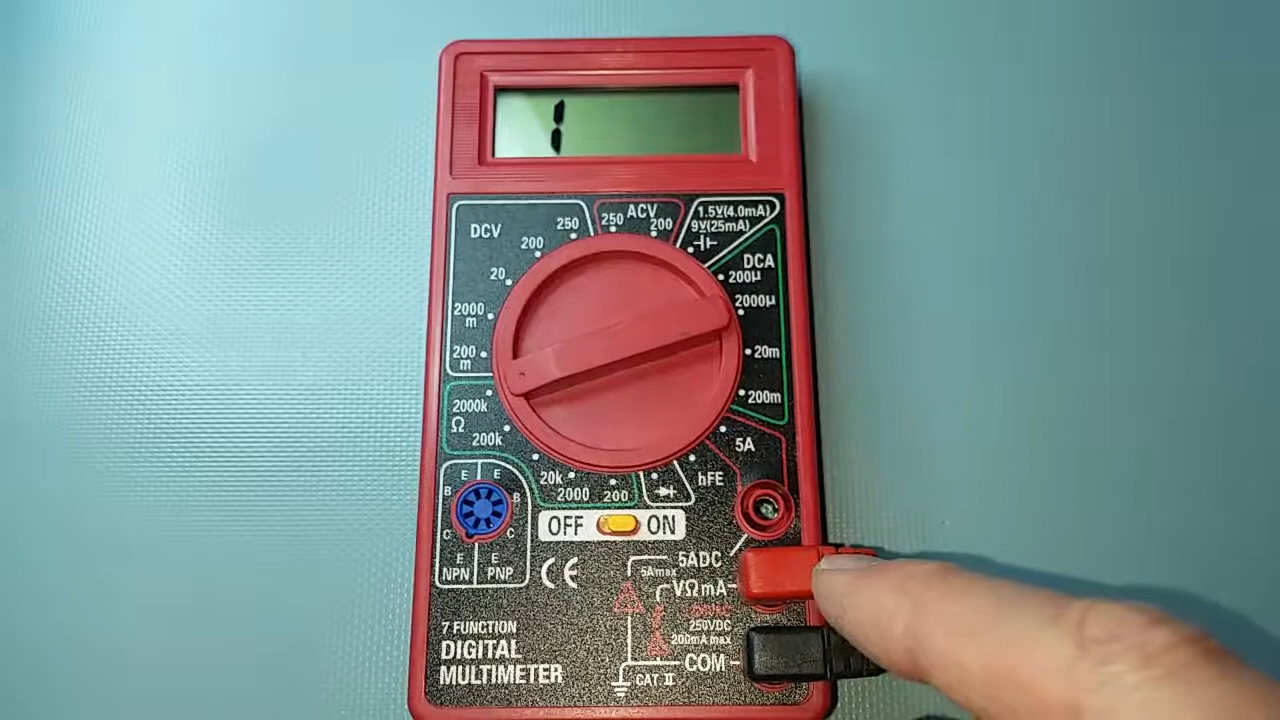 1
DCV
250
250
ACV
200
1.5V(4.0mA)
9V(25mA)
200
20
2000
m
200
m
DCA
200µ
2000µ
20m
200m
2000k
Ω
200k
20k
2000
200
hFE
5A
E E
B B
C C
E E
NPN PNP
OFF ON
CE
5ADC
5A max
VΩmA
250VDC
200mA max
COM
CAT II
7 FUNCTION
DIGITAL
MULTIMETER